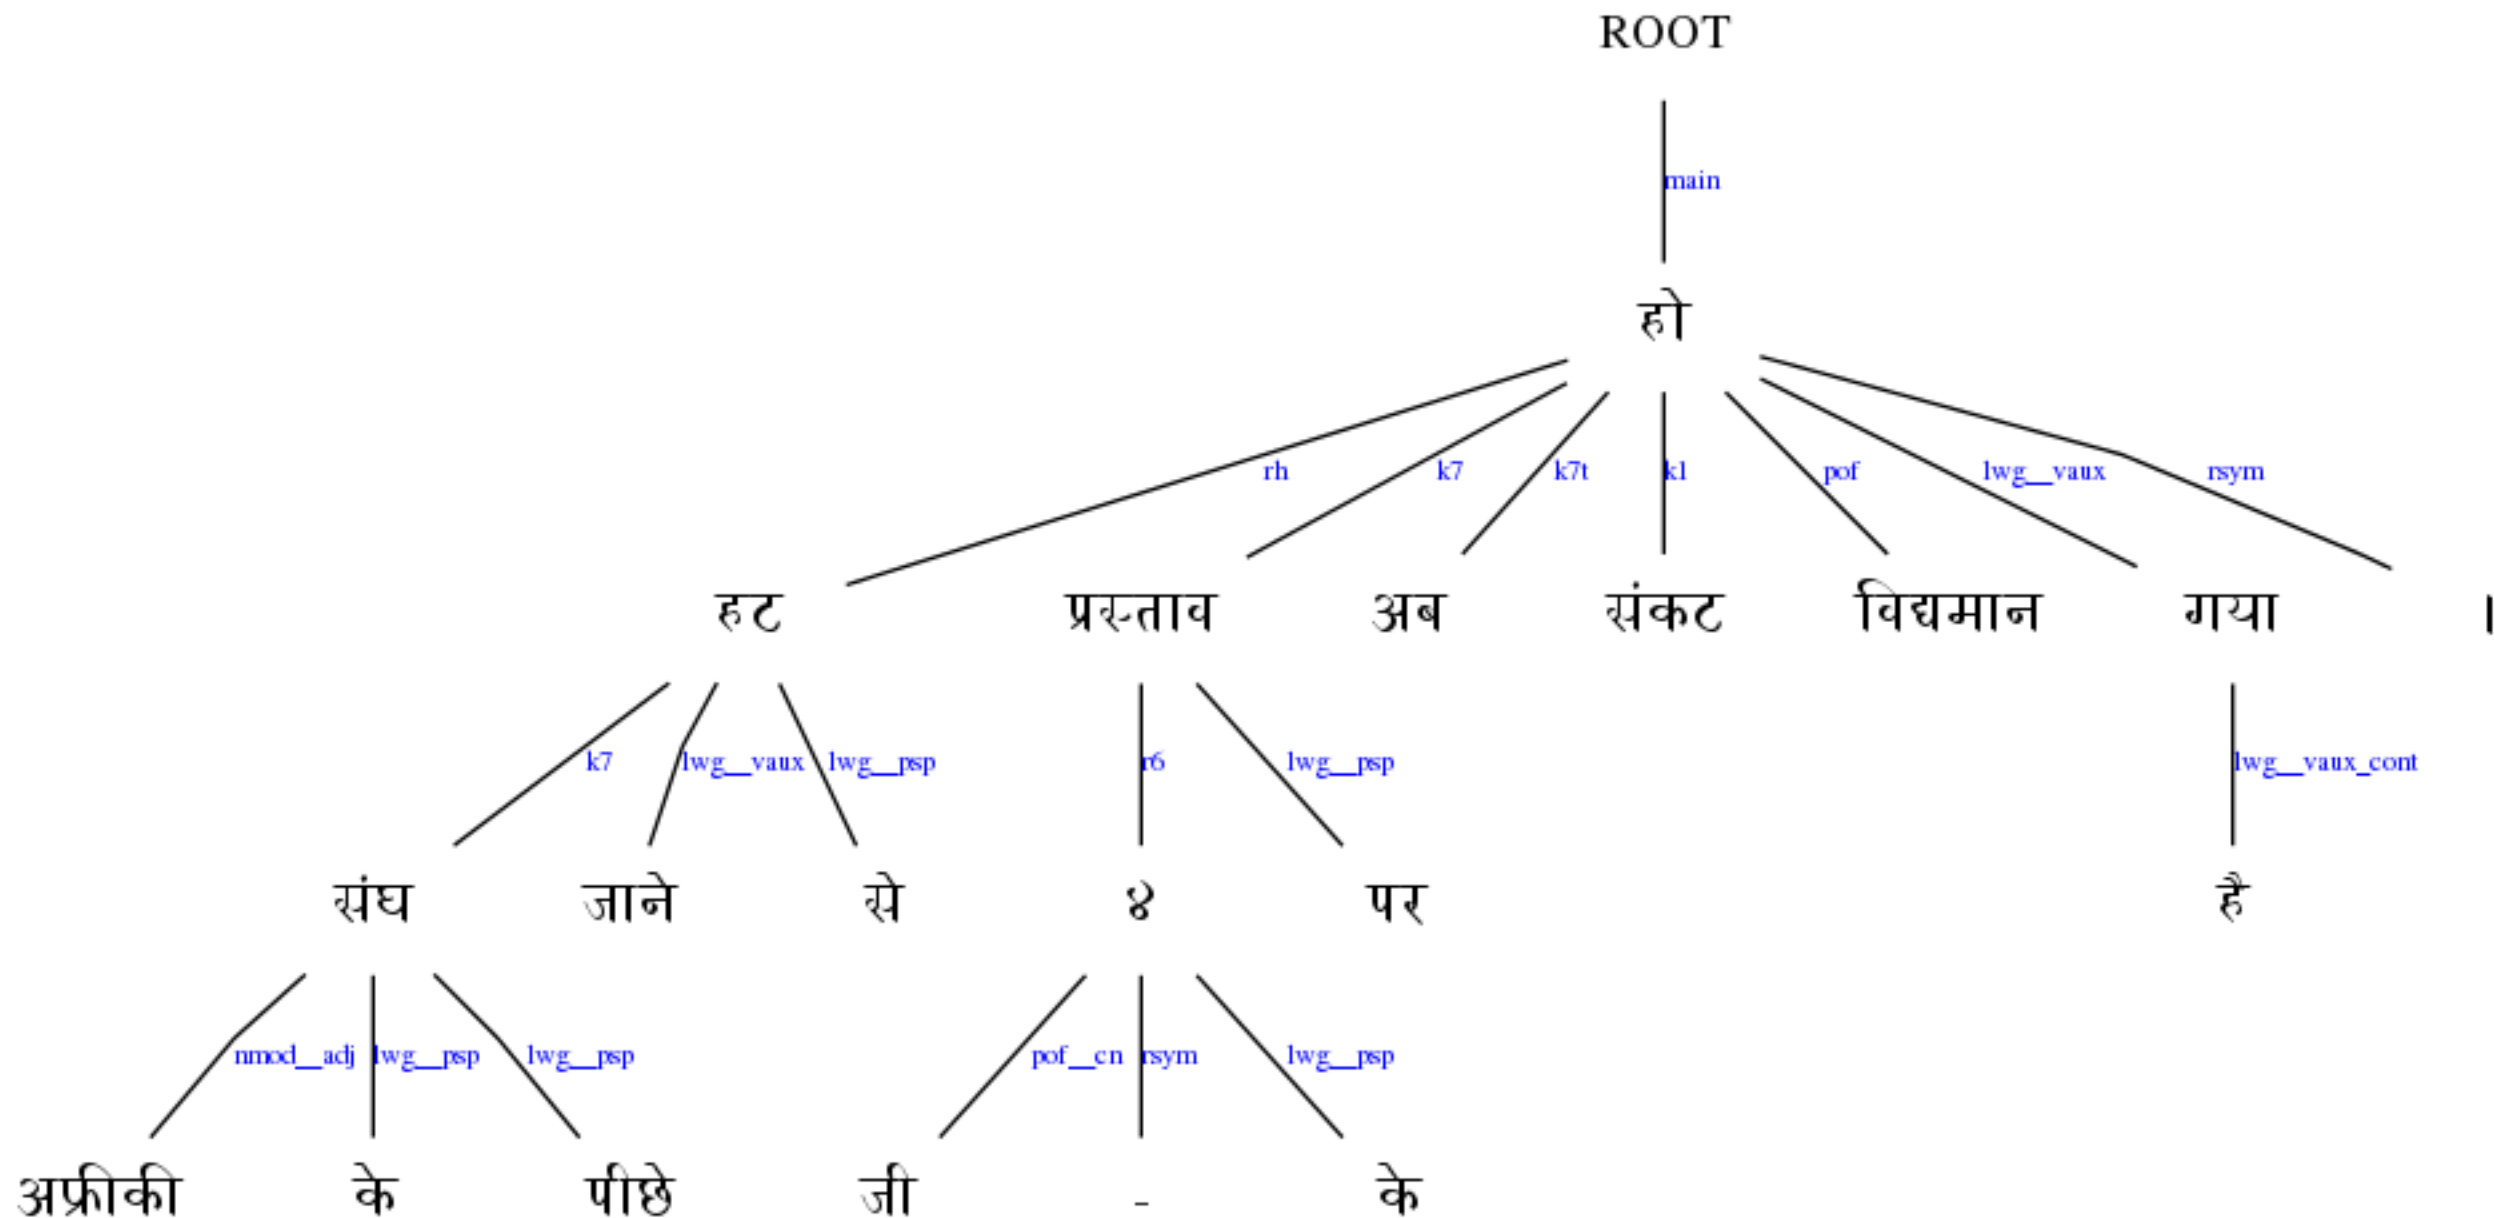 ROOT
main
हो
rh k7 k7t k1 pof lwg__vaux rsym
हट प्रस्ताव अब संकट विद्यमान गया ।
k7 lwg__vaux lwg__psp r6 lwg__psp lwg__vaux_cont
संघ जाने से ४ पर है
nmod__adj lwg__psp lwg__psp pof__cn rsym lwg__psp
अफ्रीकी के पीछे जी - के